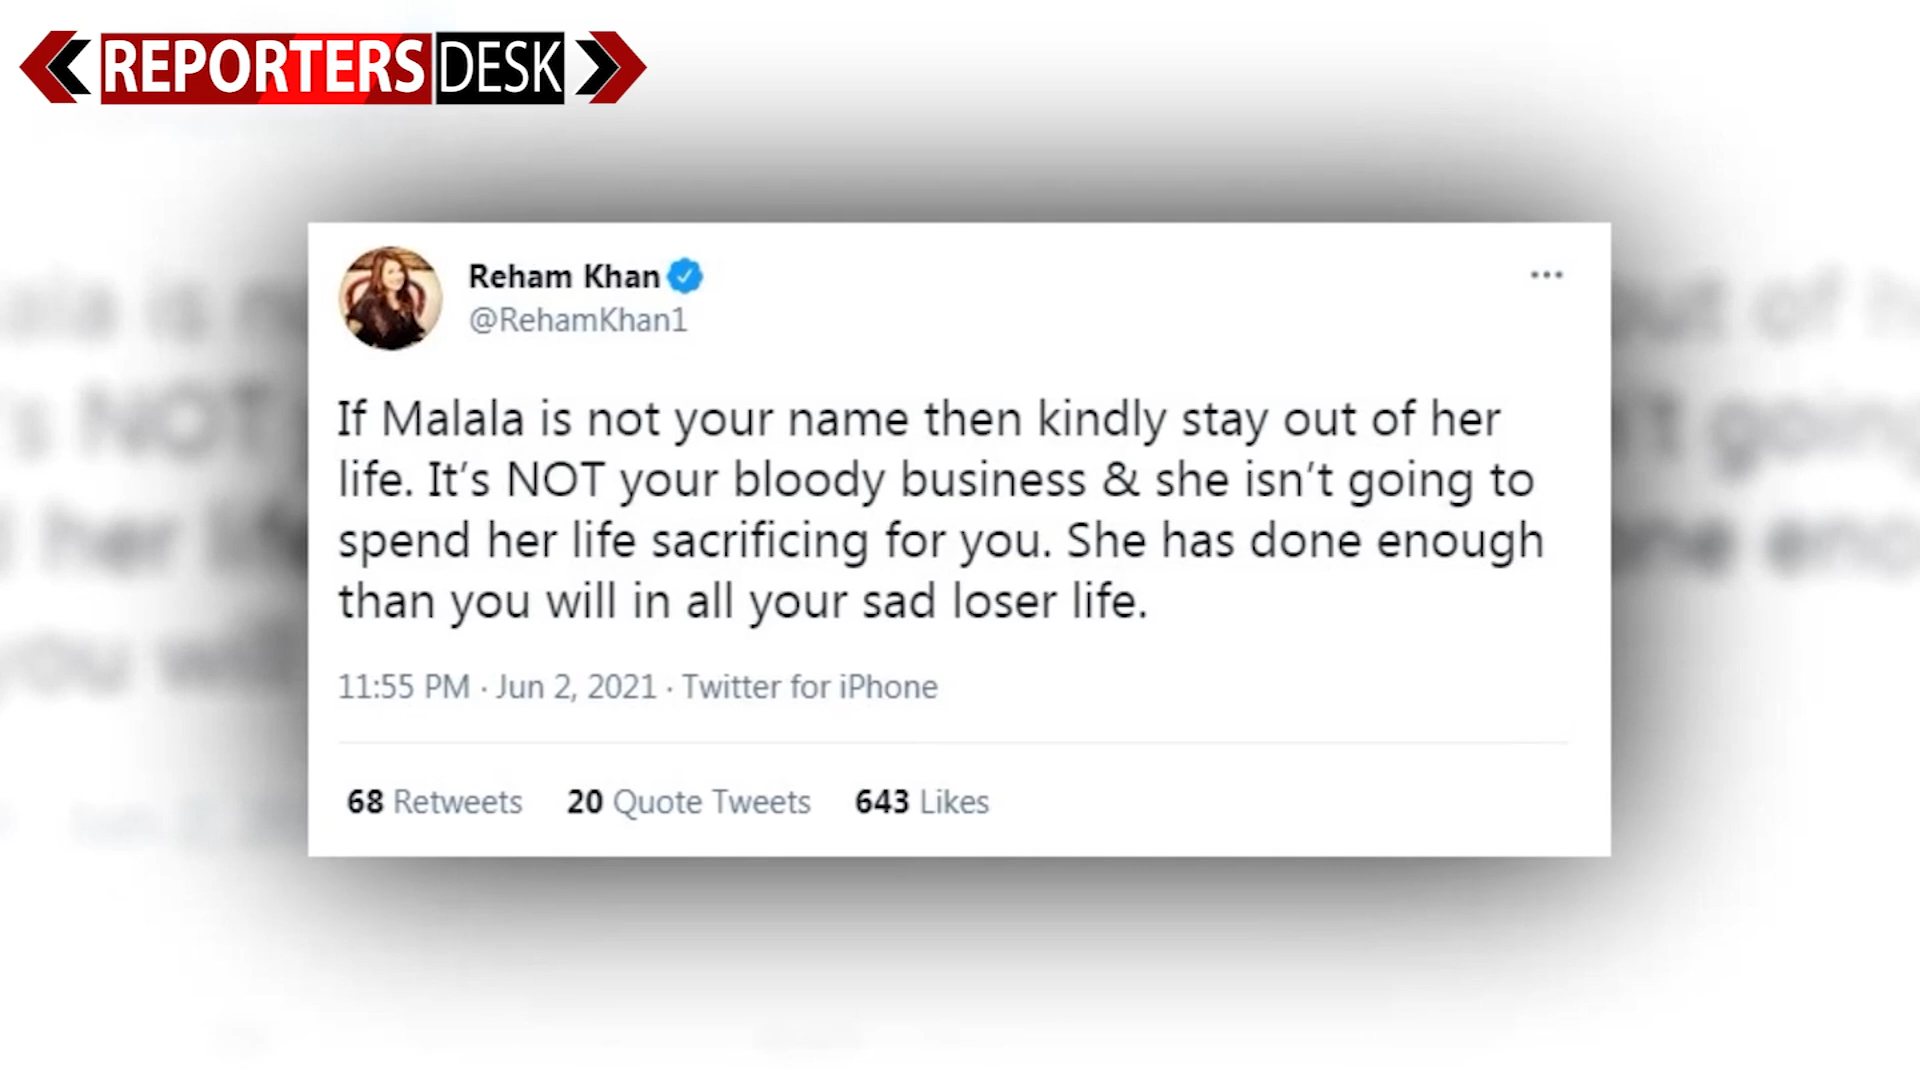 REPORTERS DESK
Reham Khan
@RehamKhan1
If Malala is not your name then kindly stay out of her
life. It's NOT your bloody business & she isn't going to
spend her life sacrificing for you. She has done enough
than you will in all your sad loser life.
11:55 PM · Jun 2, 2021 · Twitter for iPhone
68 Retweets 20 Quote Tweets 643 Likes